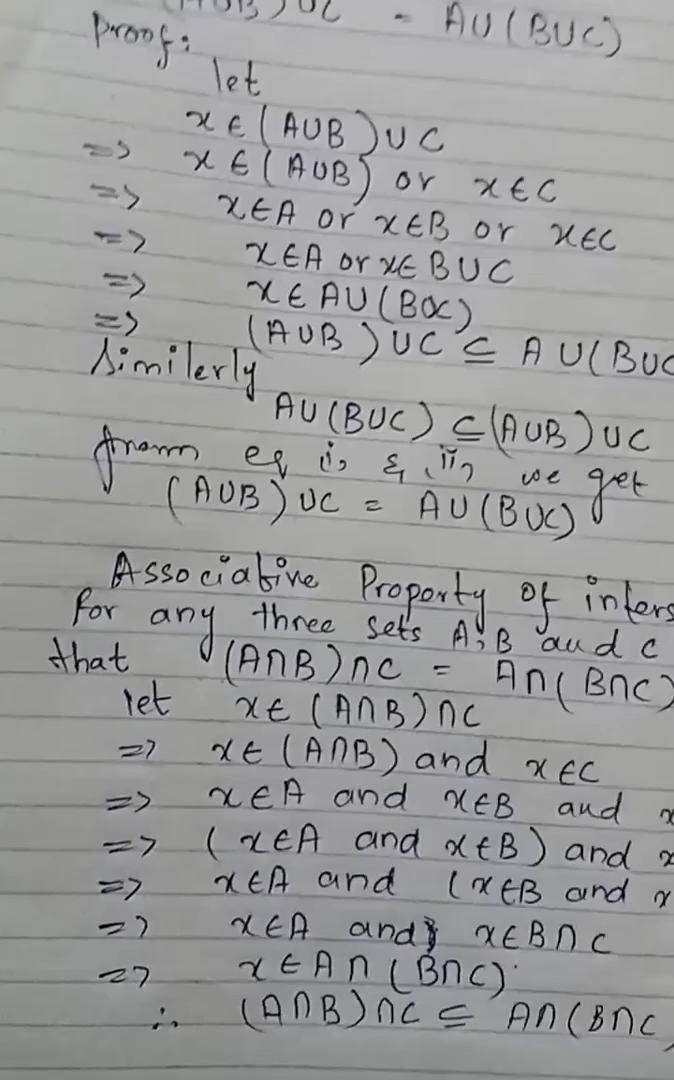 (AUB)UC = AU(BUC)
Proof:
let
x ∈ (AUB)UC
=> x ∈ (AUB) or x∈C
=> x∈A or x∈B or x∈C
=> x∈A or x∈ BUC
=> x∈ AU(BUC)
=> (AUB)UC ⊆ AU(BUC
Similerly
AU(BUC) ⊆ (AUB)UC
from eq i, & ii, we get
(AUB)UC = AU(BUC)
Associative Property of inters
for any three sets A, B and C
that (A∩B)∩C = A∩(B∩C)
let x∈ (A∩B)∩C
=> x∈ (A∩B) and x∈C
=> x∈A and x∈B and x
=> (x∈A and x∈B) and x
=> x∈A and (x∈B and x
=> x∈A and x∈B∩C
=> x∈A∩(B∩C)
∴ (A∩B)∩C ⊆ A∩(B∩C